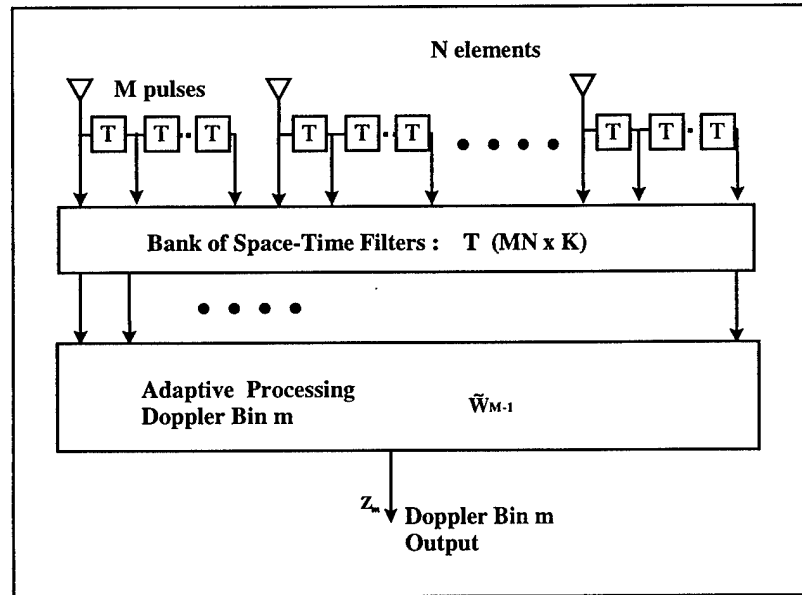 N elements
M pulses
T T T T T T T T T
Bank of Space-Time Filters : T (MN x K)
Adaptive Processing
Doppler Bin m
W̃M-1
Zm Doppler Bin m
Output